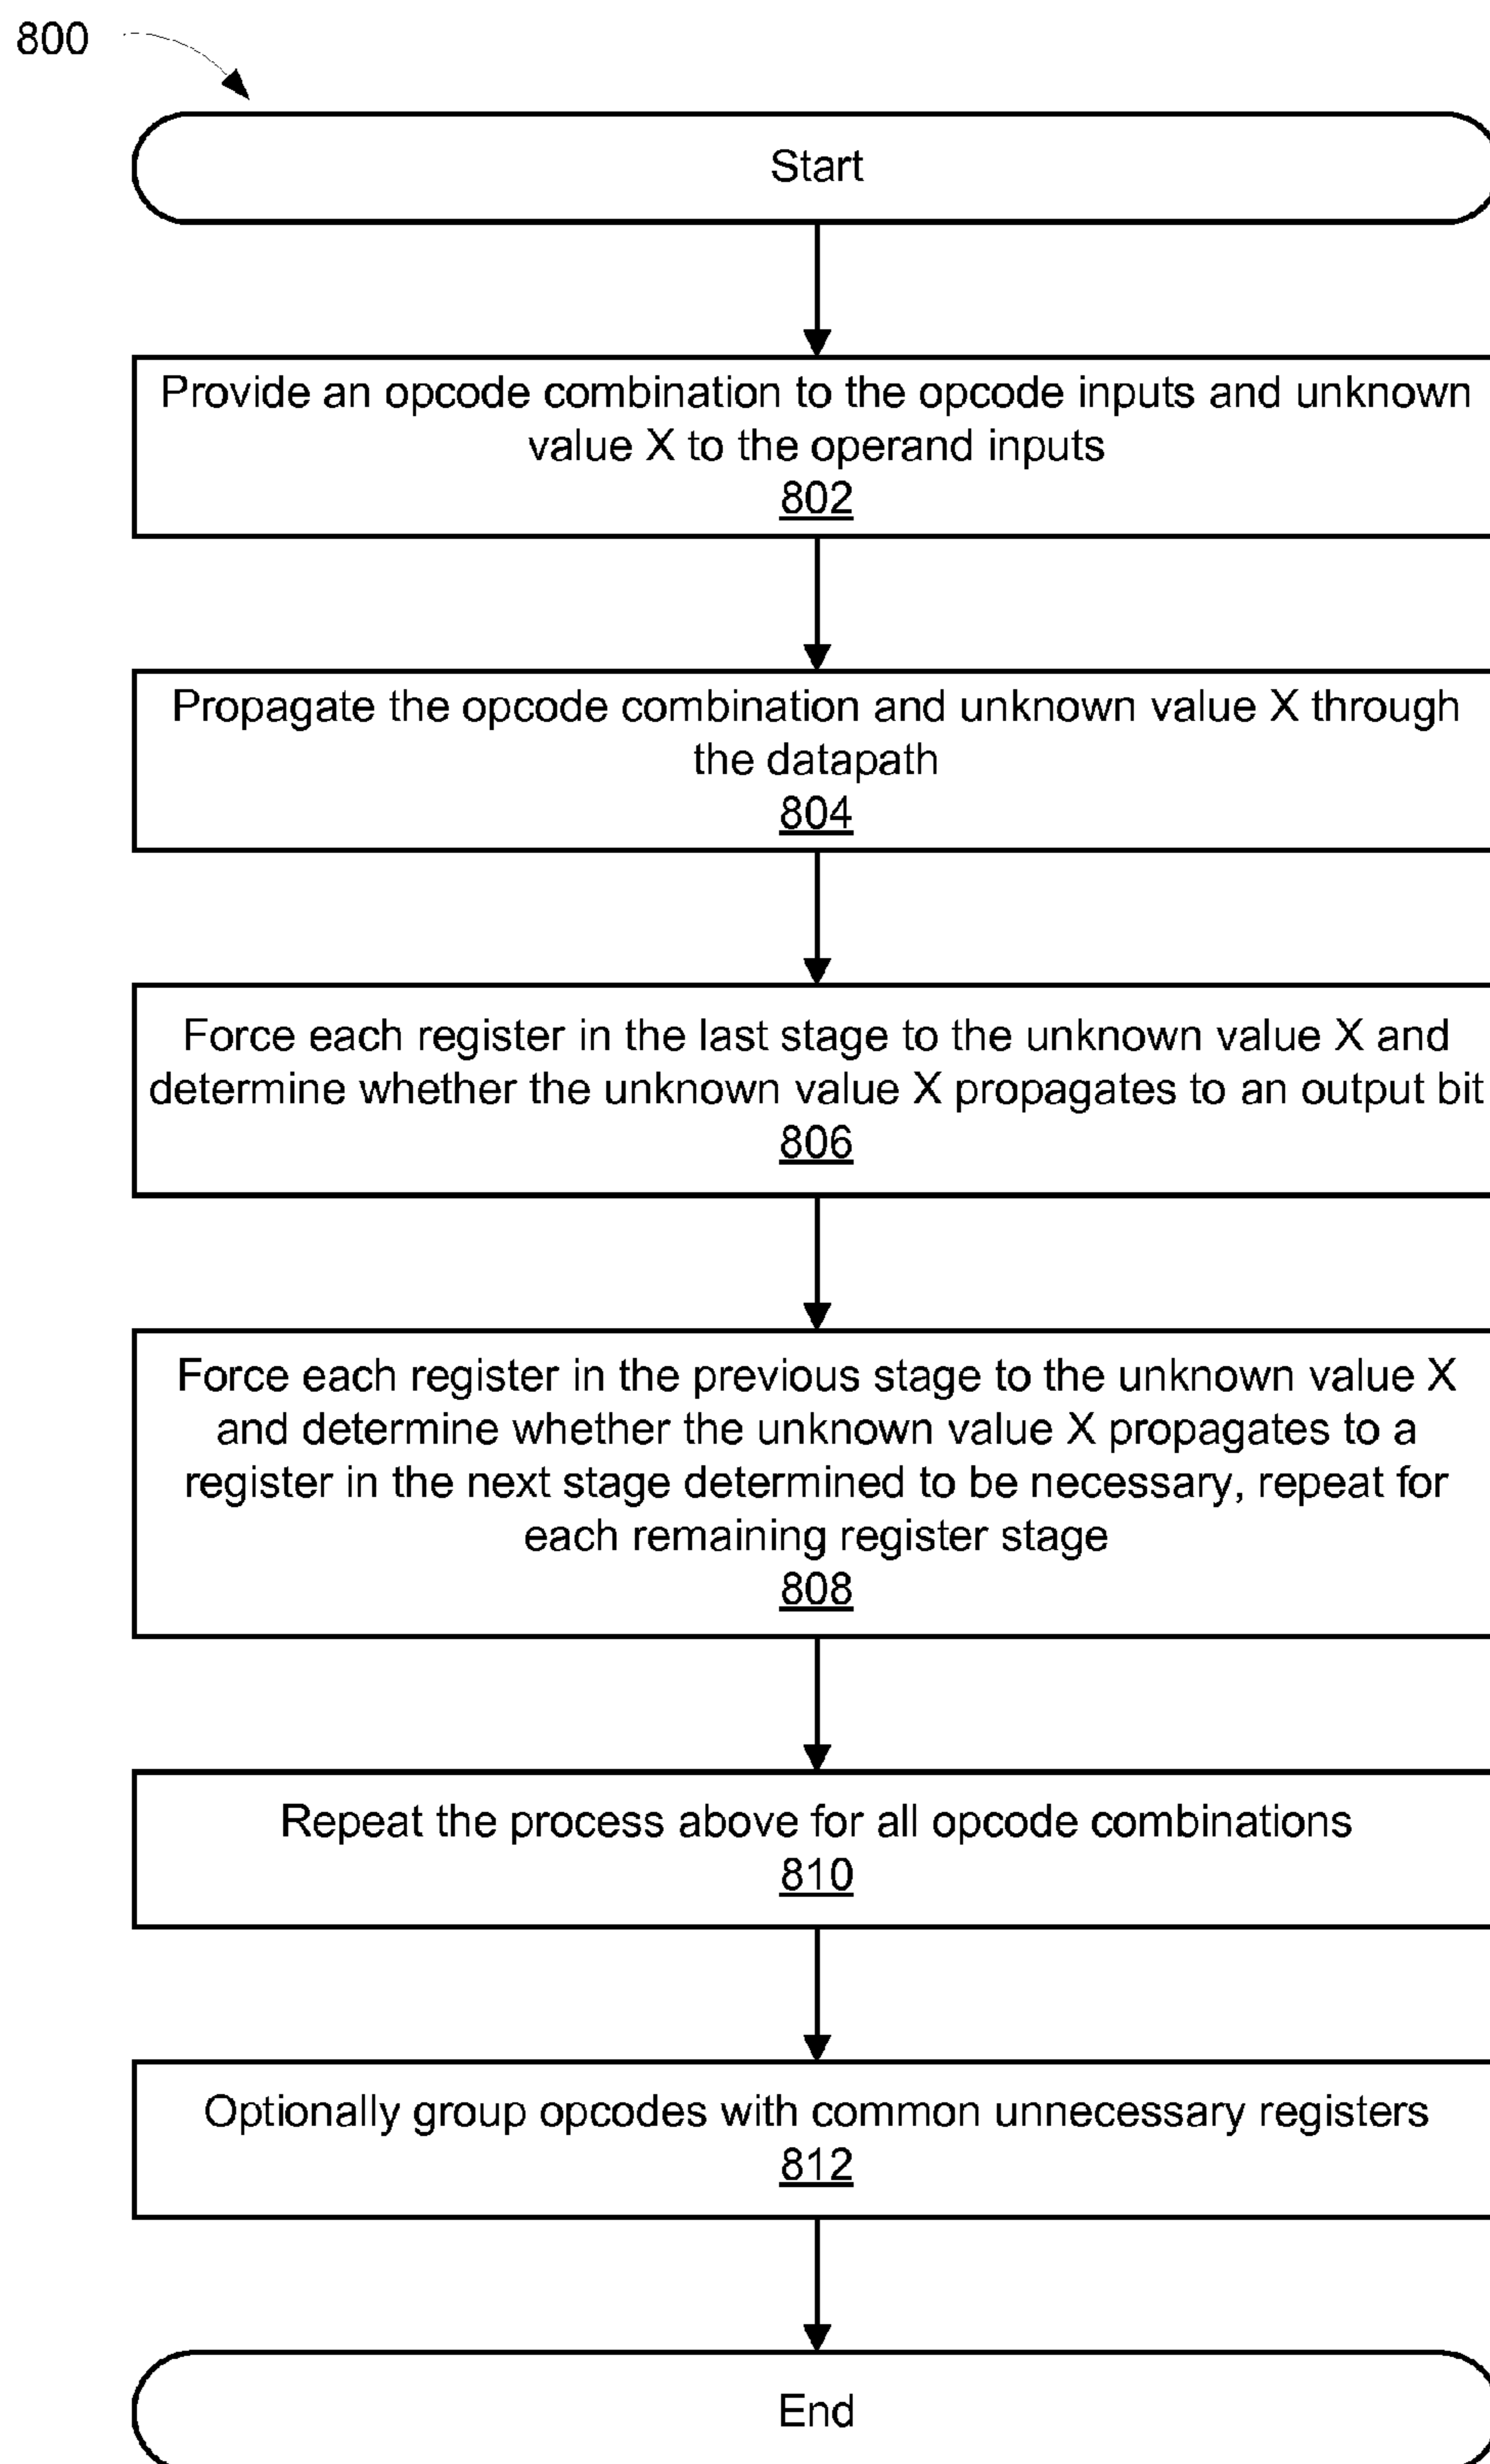 800
Start
Provide an opcode combination to the opcode inputs and unknown
value X to the operand inputs
802
Propagate the opcode combination and unknown value X through
the datapath
804
Force each register in the last stage to the unknown value X and
determine whether the unknown value X propagates to an output bit
806
Force each register in the previous stage to the unknown value X
and determine whether the unknown value X propagates to a
register in the next stage determined to be necessary, repeat for
each remaining register stage
808
Repeat the process above for all opcode combinations
810
Optionally group opcodes with common unnecessary registers
812
End